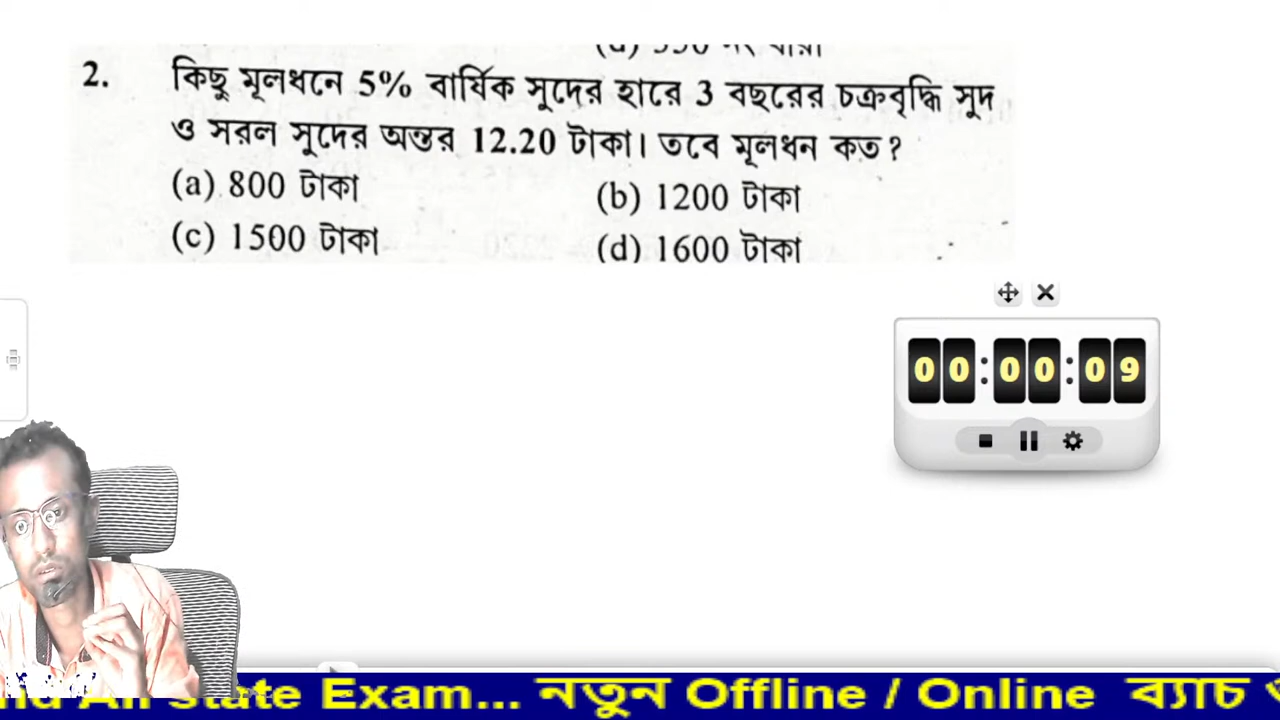 2. কিছু মূলধনে 5% বার্ষিক সুদের হারে 3 বছরের চক্রবৃদ্ধি সুদ
ও সরল সুদের অন্তর 12.20 টাকা। তবে মূলধন কত?
(a) 800 টাকা (b) 1200 টাকা
(c) 1500 টাকা (d) 1600 টাকা
00:00:09
All State Exam... নতুন Offline / Online ব্যাচ